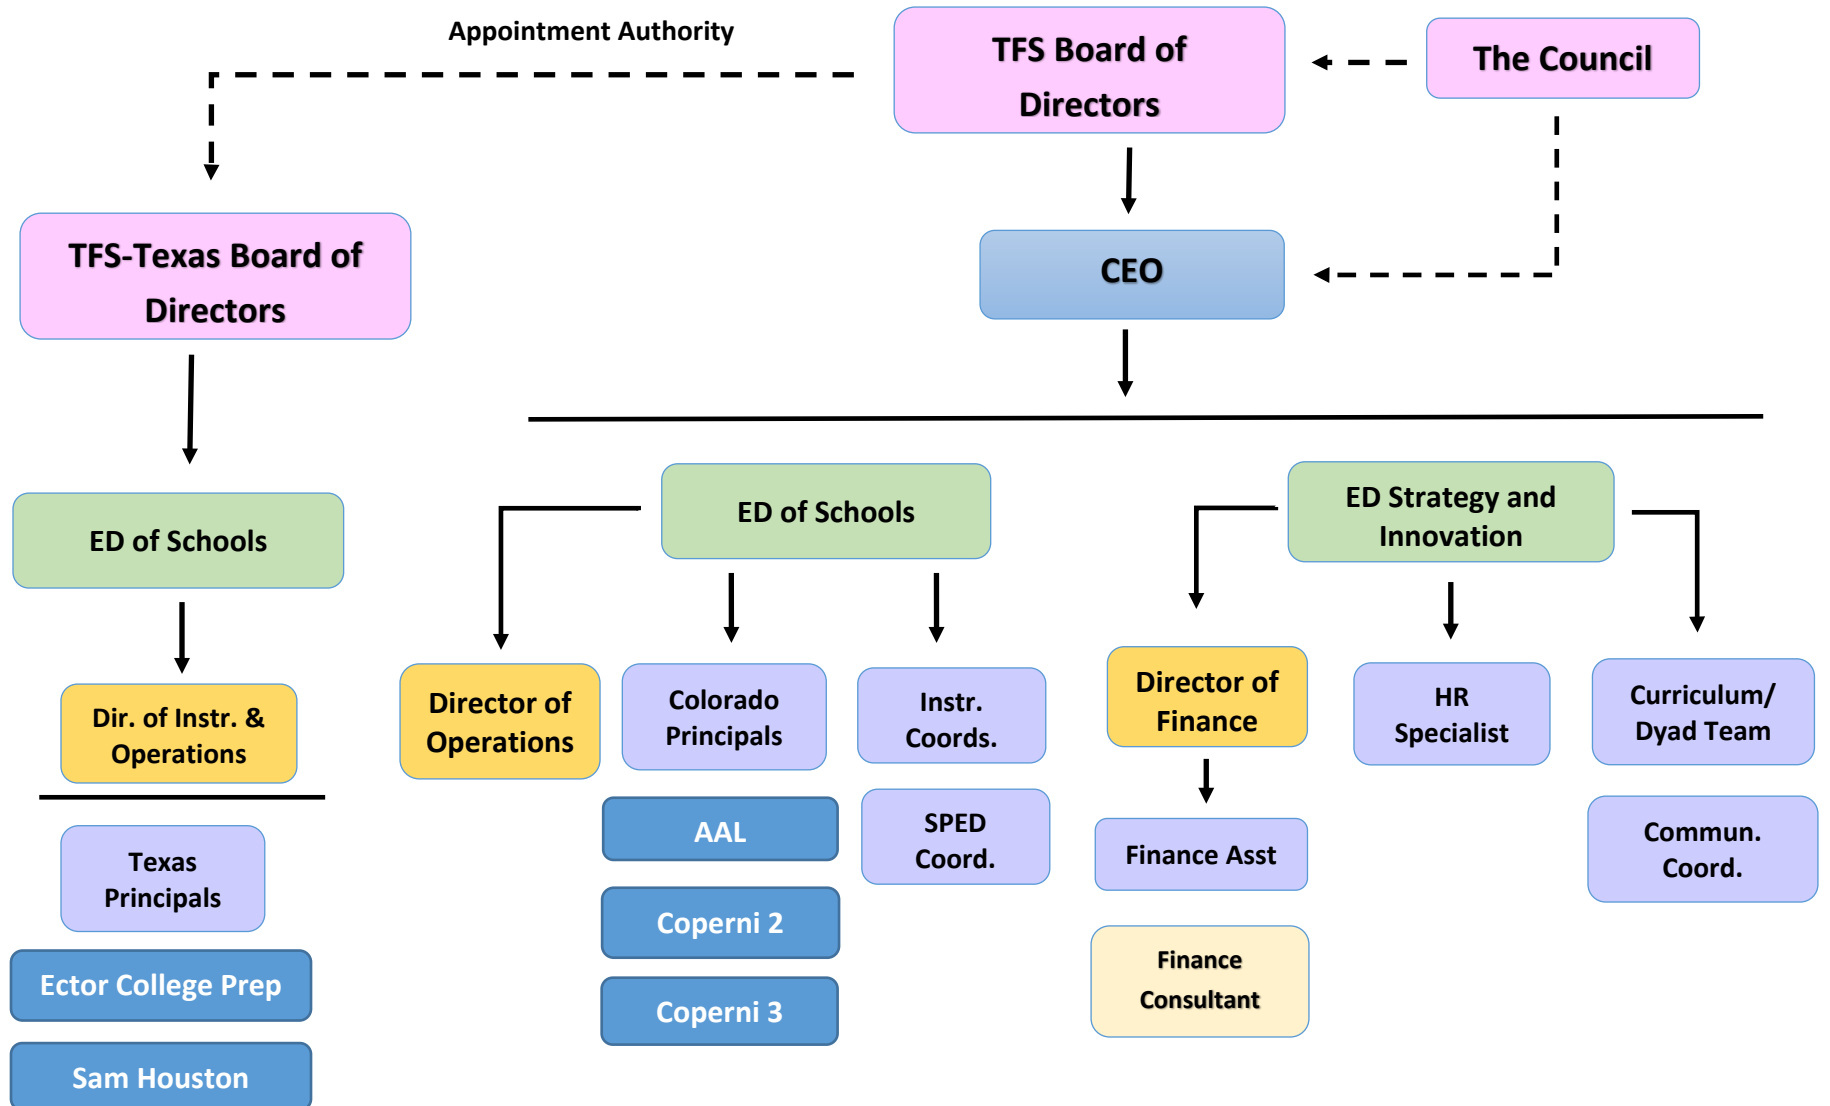 Appointment Authority
TFS Board of
Directors
The Council
TFS-Texas Board of
Directors
CEO
ED of Schools
ED of Schools
ED Strategy and
Innovation
Dir. of Instr. &
Operations
Director of
Operations
Colorado
Principals
Instr.
Coords.
Director of
Finance
HR
Specialist
Curriculum/
Dyad Team
Texas
Principals
AAL
SPED
Coord.
Finance Asst
Commun.
Coord.
Ector College Prep
Coperni 2
Finance
Consultant
Coperni 3
Sam Houston